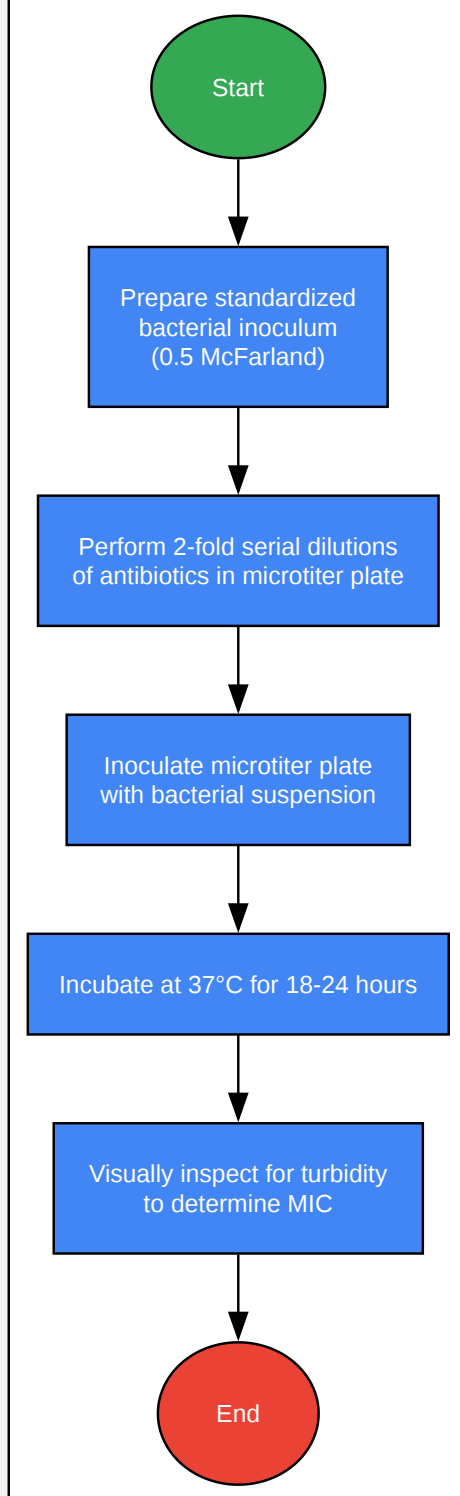 Start
Prepare standardized
bacterial inoculum
(0.5 McFarland)
Perform 2-fold serial dilutions
of antibiotics in microtiter plate
Inoculate microtiter plate
with bacterial suspension
Incubate at 37°C for 18-24 hours
Visually inspect for turbidity
to determine MIC
End